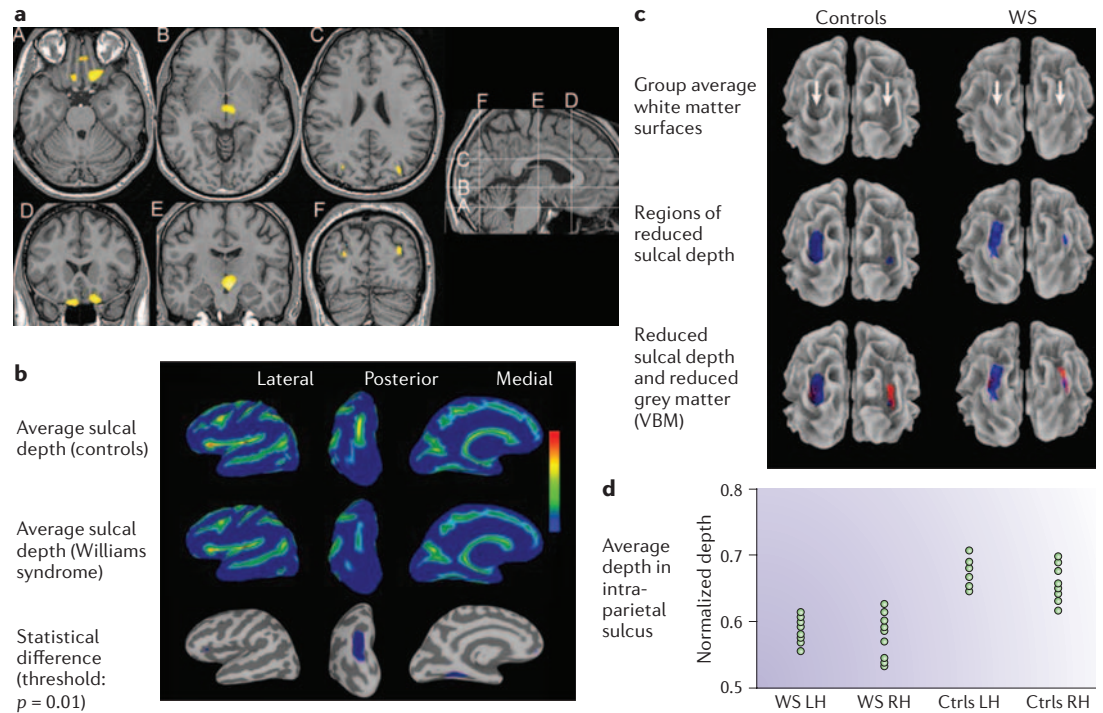 a
A
B
C
D
E
F
F E D
C
B
A
b
Lateral Posterior Medial
Average sulcal
depth (controls)
Average sulcal
depth (Williams
syndrome)
Statistical
difference
(threshold:
p = 0.01)
c
Controls WS
Group average
white matter
surfaces
Regions of
reduced
sulcal depth
Reduced
sulcal depth
and reduced
grey matter
(VBM)
d
Average
depth in
intra-
parietal
sulcus
Normalized depth
0.8
0.7
0.6
0.5
WS LH WS RH Ctrls LH Ctrls RH